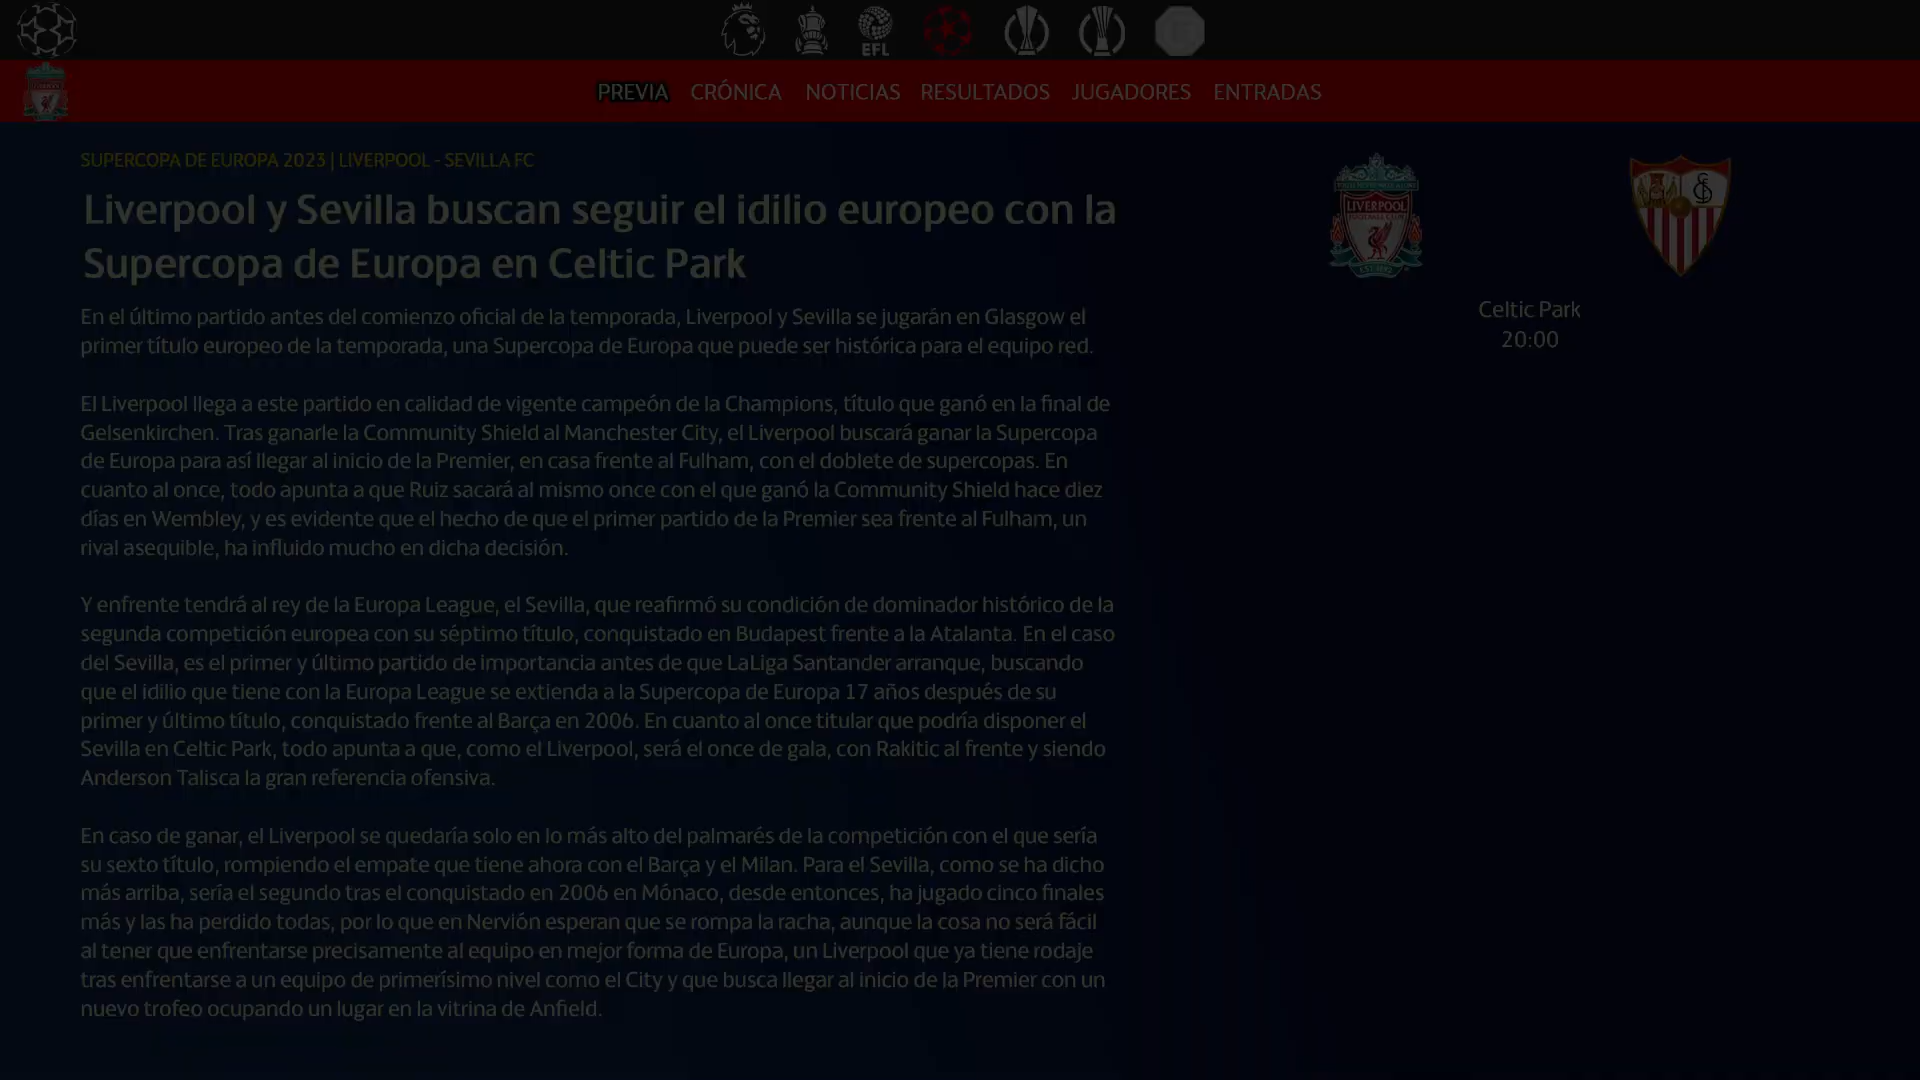 EFL
PREVIA CRÓNICA NOTICIAS RESULTADOS JUGADORES ENTRADAS
SUPERCOPA DE EUROPA 2023 | LIVERPOOL - SEVILLA FC
Liverpool y Sevilla buscan seguir el idilio europeo con la
Supercopa de Europa en Celtic Park
En el último partido antes del comienzo oficial de la temporada, Liverpool y Sevilla se jugarán en Glasgow el
primer título europeo de la temporada, una Supercopa de Europa que puede ser histórica para el equipo red.
El Liverpool llega a este partido en calidad de vigente campeón de la Champions, título que ganó en la final de
Gelsenkirchen. Tras ganarle la Community Shield al Manchester City, el Liverpool buscará ganar la Supercopa
de Europa para así llegar al inicio de la Premier, en casa frente al Fulham, con el doblete de supercopas. En
cuanto al once, todo apunta a que Ruiz sacará al mismo once con el que ganó la Community Shield hace diez
días en Wembley, y es evidente que el hecho de que el primer partido de la Premier sea frente al Fulham, un
rival asequible, ha influido mucho en dicha decisión.
Y enfrente tendrá al rey de la Europa League, el Sevilla, que reafirmó su condición de dominador histórico de la
segunda competición europea con su séptimo título, conquistado en Budapest frente a la Atalanta. En el caso
del Sevilla, es el primer y último partido de importancia antes de que LaLiga Santander arranque, buscando
que el idilio que tiene con la Europa League se extienda a la Supercopa de Europa 17 años después de su
primer y último título, conquistado frente al Barça en 2006. En cuanto al once titular que podría disponer el
Sevilla en Celtic Park, todo apunta a que, como el Liverpool, será el once de gala, con Rakitic al frente y siendo
Anderson Talisca la gran referencia ofensiva.
En caso de ganar, el Liverpool se quedaría solo en lo más alto del palmarés de la competición con el que sería
su sexto título, rompiendo el empate que tiene ahora con el Barça y el Milan. Para el Sevilla, como se ha dicho
más arriba, sería el segundo tras el conquistado en 2006 en Mónaco, desde entonces, ha jugado cinco finales
más y las ha perdido todas, por lo que en Nervión esperan que se rompa la racha, aunque la cosa no será fácil
al tener que enfrentarse precisamente al equipo en mejor forma de Europa, un Liverpool que ya tiene rodaje
tras enfrentarse a un equipo de primerísimo nivel como el City y que busca llegar al inicio de la Premier con un
nuevo trofeo ocupando un lugar en la vitrina de Anfield.
LIVERPOOL
FOOTBALL CLUB
EST·1892
Celtic Park
20:00